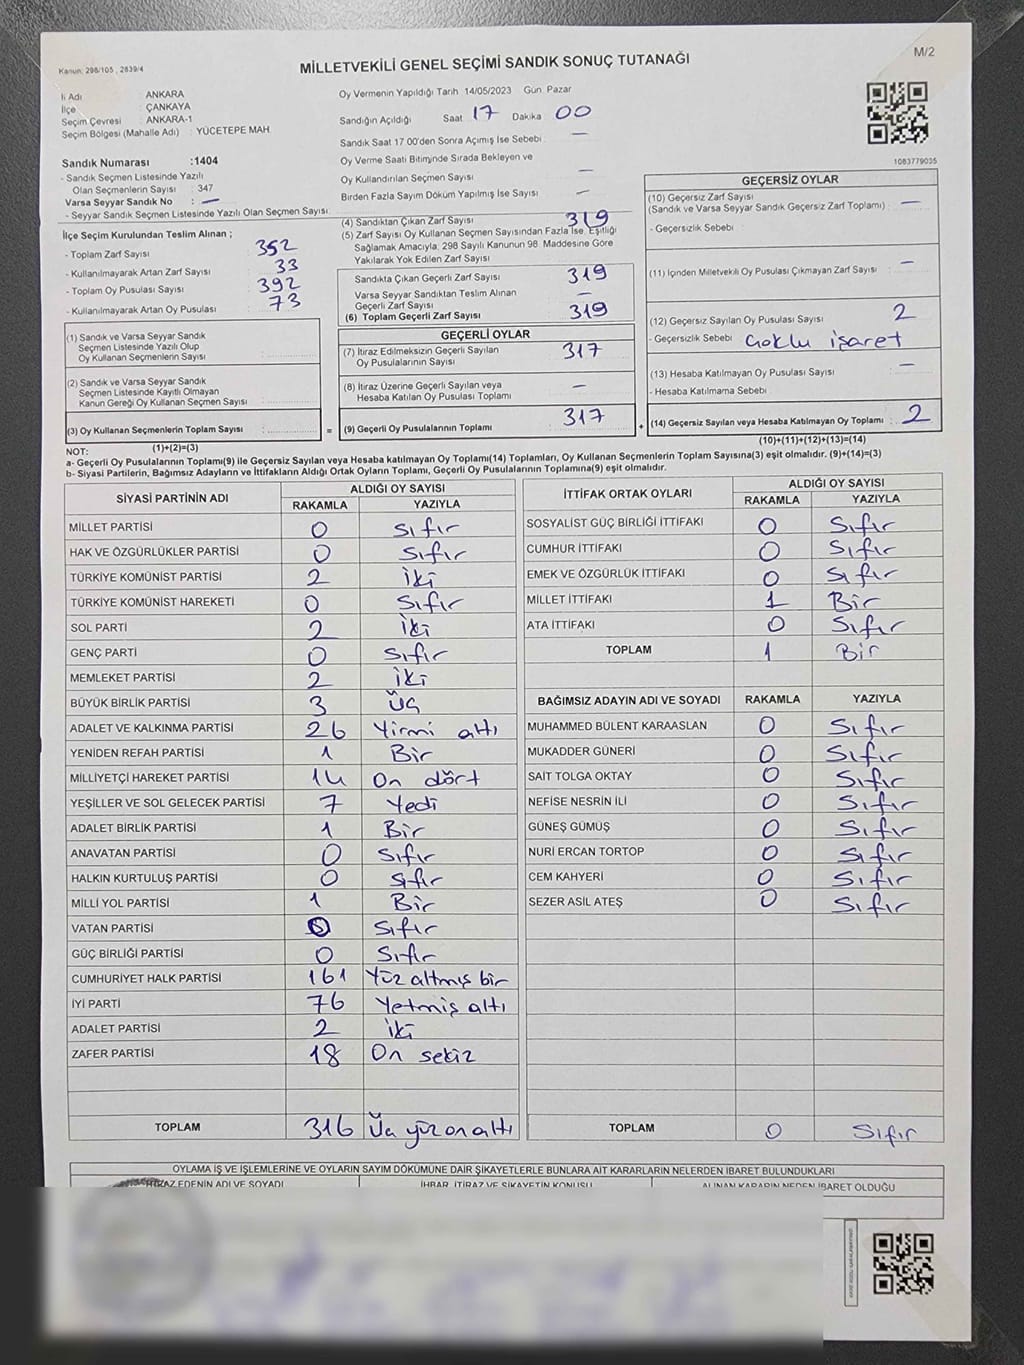 M/2
Kanun: 298/105 , 2839/4
MİLLETVEKİLİ GENEL SEÇİMİ SANDIK SONUÇ TUTANAĞI
İl Adı ANKARA
İlçe ÇANKAYA
Seçim Çevresi ANKARA-1
Seçim Bölgesi (Mahalle Adı) : YÜCETEPE MAH
Sandık Numarası :1404
- Sandık Seçmen Listesinde Yazılı
Olan Seçmenlerin Sayısı : 347
Varsa Seyyar Sandık No : —
- Seyyar Sandık Seçmen Listesinde Yazılı Olan Seçmen Sayısı
İlçe Seçim Kurulundan Teslim Alınan ;
- Toplam Zarf Sayısı 352
- Kullanılmayarak Artan Zarf Sayısı 33
- Toplam Oy Pusulası Sayısı 392
- Kullanılmayarak Artan Oy Pusulası 73
(1) Sandık ve Varsa Seyyar Sandık
Seçmen Listesinde Yazılı Olup
Oy Kullanan Seçmenlerin Sayısı
(2) Sandık ve Varsa Seyyar Sandık
Seçmen Listesinde Kayıtlı Olmayan
Kanun Gereği Oy Kullanan Seçmen Sayısı
(3) Oy Kullanan Seçmenlerin Toplam Sayısı :
(1)+(2)=(3)
Oy Vermenin Yapıldığı Tarih 14/05/2023 Gün: Pazar
Sandığın Açıldığı Saat 17 Dakika 00
Sandık Saat 17 00'den Sonra Açımış İse Sebebi —
Oy Verme Saati Bitiminde Sırada Bekleyen ve
Oy Kullandırılan Seçmen Sayısı —
Birden Fazla Sayım Döküm Yapılmış İse Sayısı —
(4) Sandıktan Çıkan Zarf Sayısı 319
(5) Zarf Sayısı Oy Kullanan Seçmen Sayısından Fazla İse, Eşitliği
Sağlamak Amacıyla, 298 Sayılı Kanunun 98. Maddesine Göre
Yakılarak Yok Edilen Zarf Sayısı
Sandıkta Çıkan Geçerli Zarf Sayısı 319
Varsa Seyyar Sandıktan Teslim Alınan
Geçerli Zarf Sayısı —
(6) Toplam Geçerli Zarf Sayısı 319
GEÇERLİ OYLAR
(7) İtiraz Edilmeksizin Geçerli Sayılan
Oy Pusulalarının Sayısı 317
(8) İtiraz Üzerine Geçerli Sayılan veya
Hesaba Katılan Oy Pusulası Toplamı —
= (9) Geçerli Oy Pusulalarının Toplamı 317 +
1083779035
GEÇERSİZ OYLAR
(10) Geçersiz Zarf Sayısı
(Sandık ve Varsa Seyyar Sandık Geçersiz Zarf Toplamı) —
- Geçersizlik Sebebi
(11) İçinden Milletvekili Oy Pusulası Çıkmayan Zarf Sayısı —
(12) Geçersiz Sayılan Oy Pusulası Sayısı 2
- Geçersizlik Sebebi Çoklu işaret
(13) Hesaba Katılmayan Oy Pusulası Sayısı —
- Hesaba Katılmama Sebebi
(14) Geçersiz Sayılan veya Hesaba Katılmayan Oy Toplamı 2
(10)+(11)+(12)+(13)=(14)
NOT:
a- Geçerli Oy Pusulalarının Toplamı(9) ile Geçersiz Sayılan veya Hesaba katılmayan Oy Toplamı(14) Toplamları, Oy Kullanan Seçmenlerin Toplam Sayısına(3) eşit olmalıdır. (9)+(14)=(3)
b- Siyasi Partilerin, Bağımsız Adayların ve İttifakların Aldığı Ortak Oyların Toplamı, Geçerli Oy Pusulalarının Toplamına(9) eşit olmalıdır.
SİYASİ PARTİNİN ADI ALDIĞI OY SAYISI
RAKAMLA YAZIYLA
MİLLET PARTİSİ 0 Sıfır
HAK VE ÖZGÜRLÜKLER PARTİSİ 0 Sıfır
TÜRKİYE KOMÜNİST PARTİSİ 2 İki
TÜRKİYE KOMÜNİST HAREKETİ 0 Sıfır
SOL PARTİ 2 İki
GENÇ PARTİ 0 Sıfır
MEMLEKET PARTİSİ 2 İki
BÜYÜK BİRLİK PARTİSİ 3 Üç
ADALET VE KALKINMA PARTİSİ 26 Yirmi altı
YENİDEN REFAH PARTİSİ 1 Bir
MİLLİYETÇİ HAREKET PARTİSİ 14 On dört
YEŞİLLER VE SOL GELECEK PARTİSİ 7 Yedi
ADALET BİRLİK PARTİSİ 1 Bir
ANAVATAN PARTİSİ 0 Sıfır
HALKIN KURTULUŞ PARTİSİ 0 Sıfır
MİLLİ YOL PARTİSİ 1 Bir
VATAN PARTİSİ 0 Sıfır
GÜÇ BİRLİĞİ PARTİSİ 0 Sıfır
CUMHURİYET HALK PARTİSİ 161 Yüz altmış bir
İYİ PARTİ 76 Yetmiş altı
ADALET PARTİSİ 2 İki
ZAFER PARTİSİ 18 On sekiz
TOPLAM 316 Üç yüz on altı
İTTİFAK ORTAK OYLARI ALDIĞI OY SAYISI
RAKAMLA YAZIYLA
SOSYALİST GÜÇ BİRLİĞİ İTTİFAKI 0 Sıfır
CUMHUR İTTİFAKI 0 Sıfır
EMEK VE ÖZGÜRLÜK İTTİFAKI 0 Sıfır
MİLLET İTTİFAKI 1 Bir
ATA İTTİFAKI 0 Sıfır
TOPLAM 1 Bir
BAĞIMSIZ ADAYIN ADI VE SOYADI RAKAMLA YAZIYLA
MUHAMMED BÜLENT KARAASLAN 0 Sıfır
MUKADDER GÜNERİ 0 Sıfır
SAİT TOLGA OKTAY 0 Sıfır
NEFİSE NESRİN İLİ 0 Sıfır
GÜNEŞ GÜMÜŞ 0 Sıfır
NURİ ERCAN TORTOP 0 Sıfır
CEM KAHYERİ 0 Sıfır
SEZER ASİL ATEŞ 0 Sıfır
TOPLAM 0 Sıfır
OYLAMA İŞ VE İŞLEMLERİNE VE OYLARIN SAYIM DÖKÜMÜNE DAİR ŞİKAYETLERLE BUNLARA AİT KARARLARIN NELERDEN İBARET BULUNDUKLARI
İTİRAZ EDENİN ADI VE SOYADI İHBAR, İTİRAZ VE ŞİKAYETİN KONUSU ALINAN KARARIN NEDEN İBARET OLDUĞU